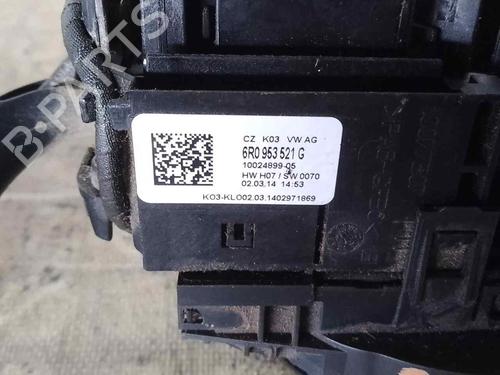 B-PARTS
CZ K03 VW AG
6R0 953 521 G
10024899-05
HW H07 / SW 0070
02.03.14 14:53
K03-KLO02.03.1402971869